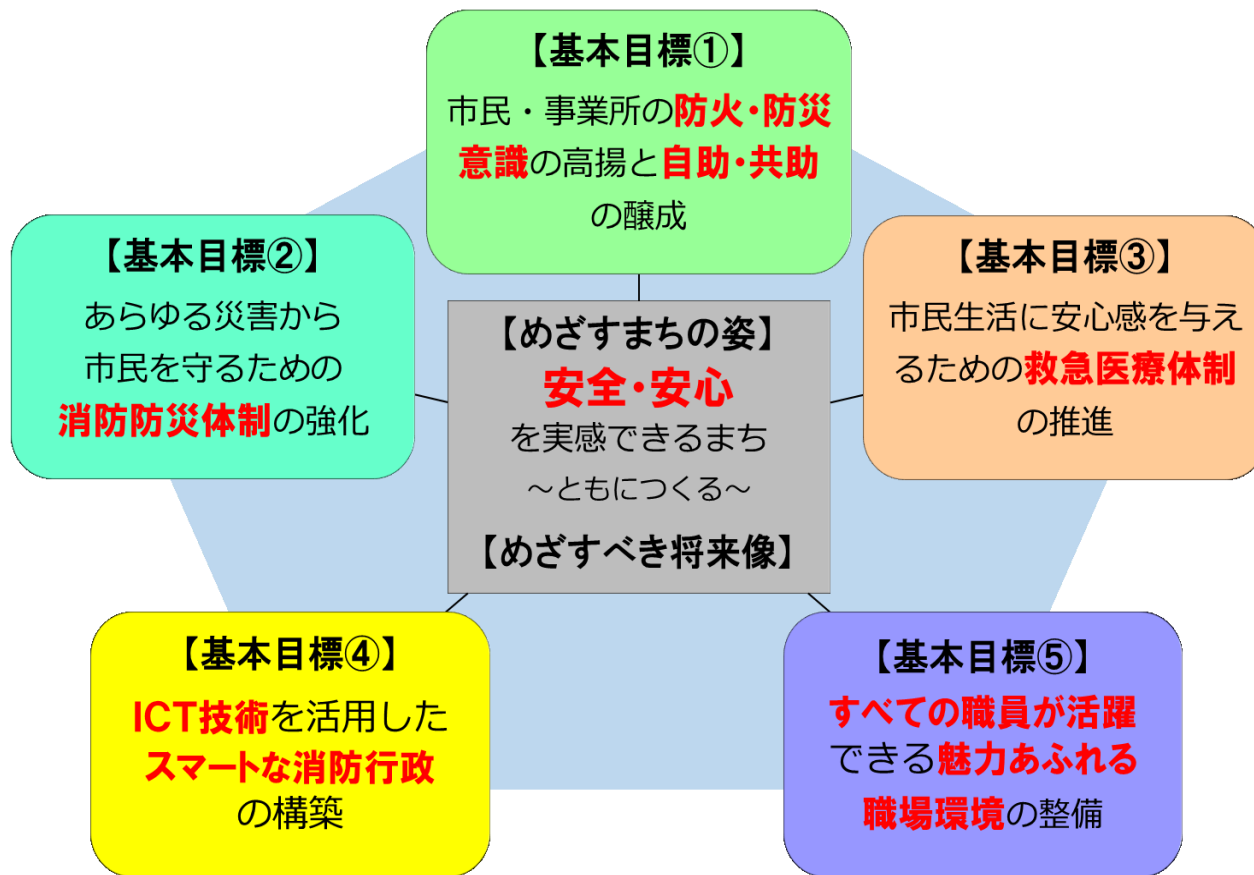 【基本目標①】
市民・事業所の防火・防災
意識の高揚と自助・共助
の醸成
【基本目標②】
あらゆる災害から
市民を守るための
消防防災体制の強化
【基本目標③】
市民生活に安心感を与え
るための救急医療体制
の推進
【めざすまちの姿】
安全・安心
を実感できるまち
～ともにつくる～
【めざすべき将来像】
【基本目標④】
ICT技術を活用した
スマートな消防行政
の構築
【基本目標⑤】
すべての職員が活躍
できる魅力あふれる
職場環境の整備